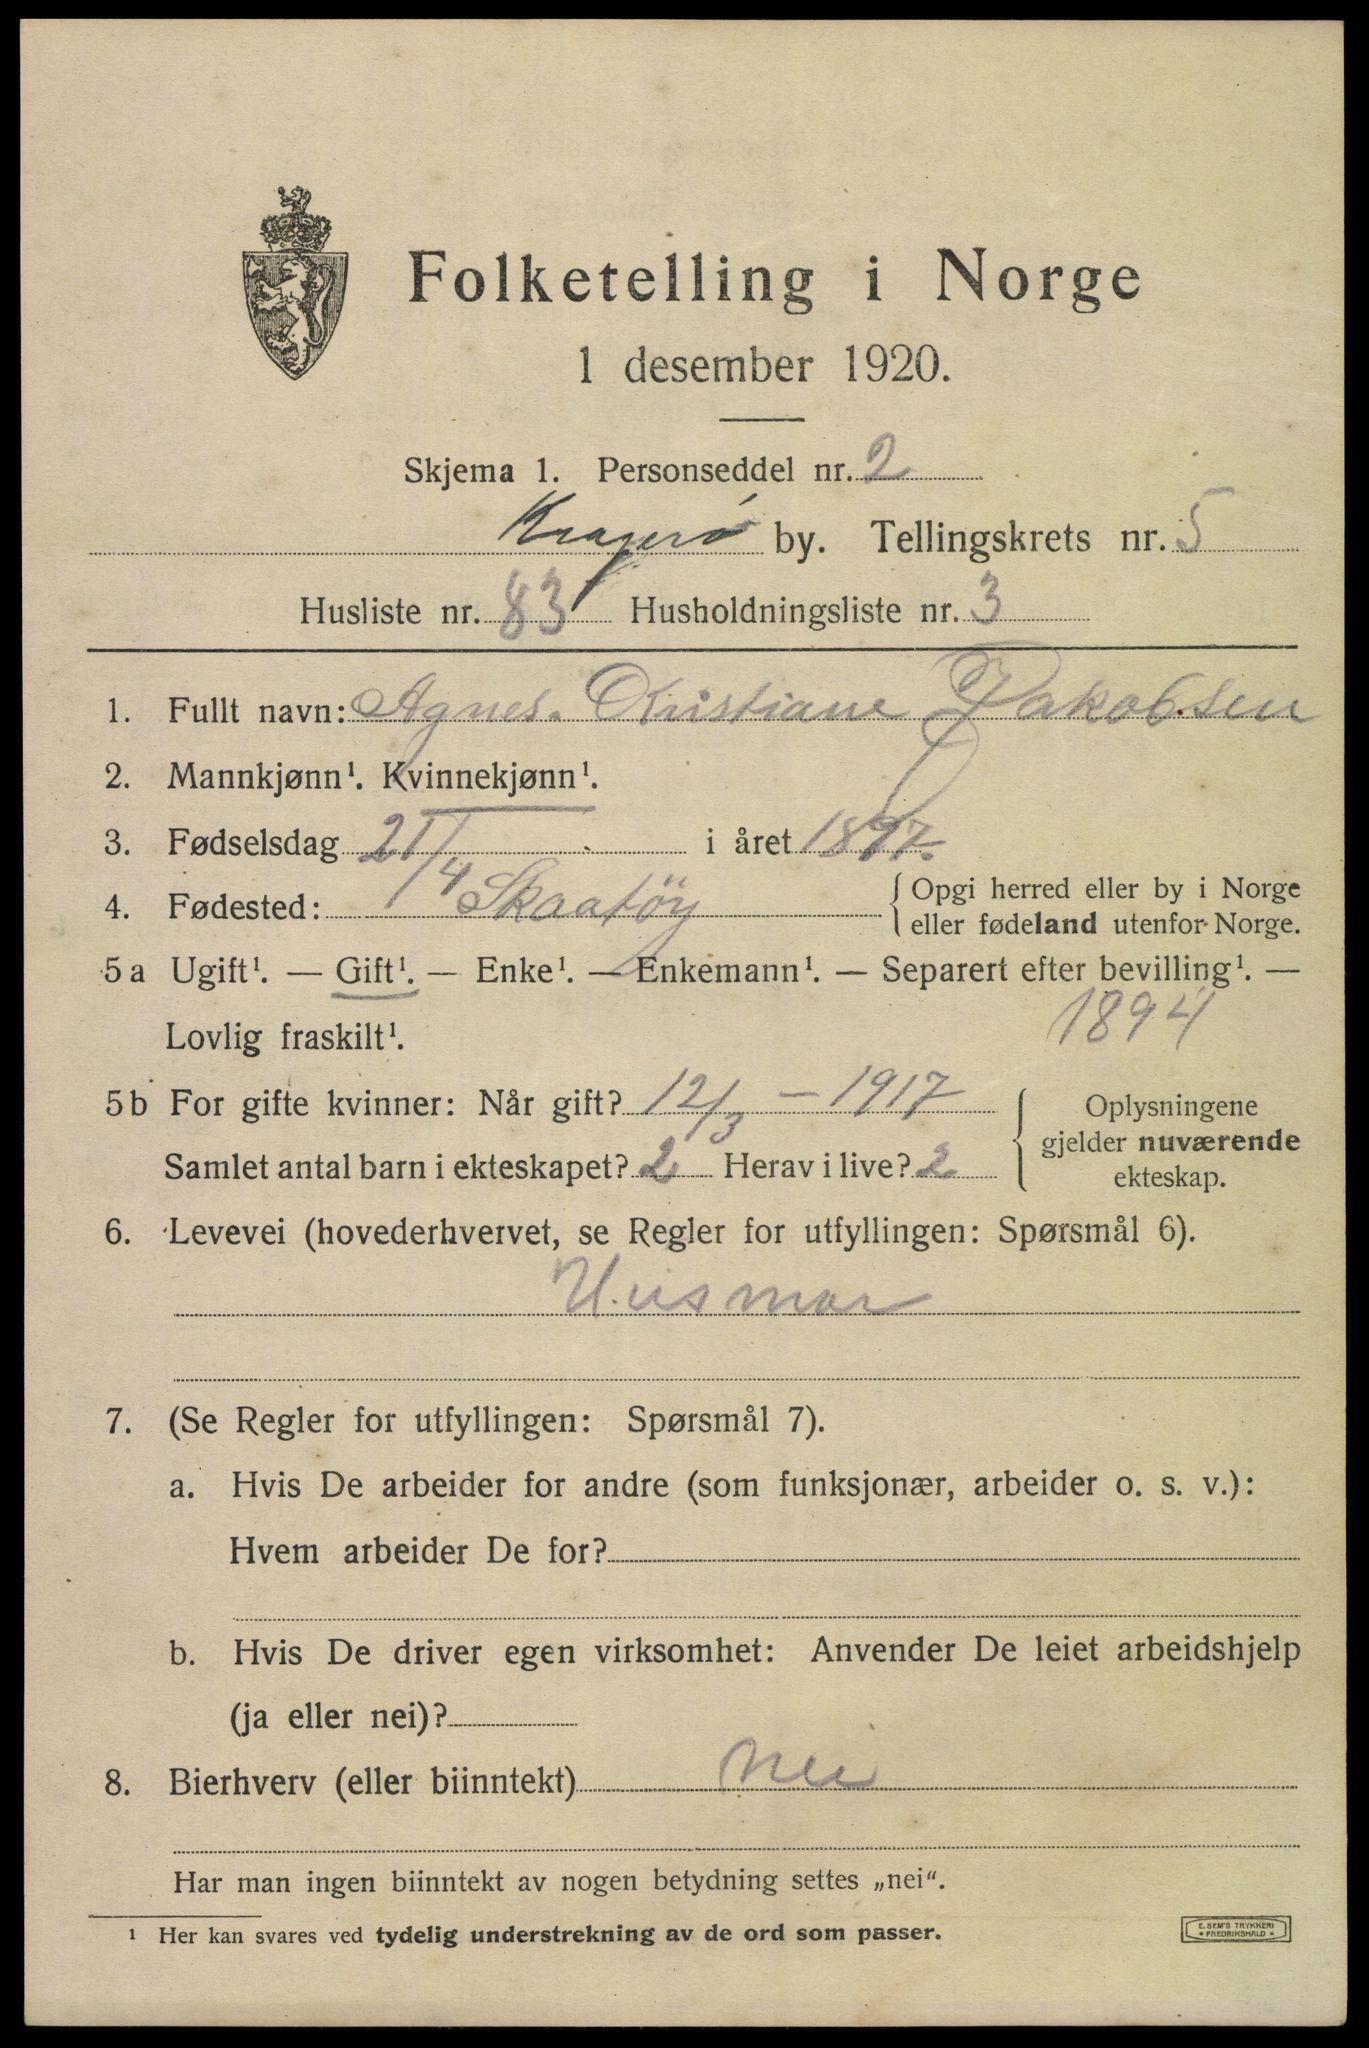 Folketelling i Norge
1 desember 1920.
Skjema 1. Personseddel nr. 2
Kragerø by. Tellingskrets nr. 5
Husliste nr. 83 Husholdningsliste nr. 3
1. Fullt navn: Agnes. Kristiane Jakobsen
2. Mannkjønn¹. Kvinnekjønn¹.
3. Fødselsdag 21/4 i året 1897.
4. Fødested: Skaatöy { Opgi herred eller by i Norge
eller fødeland utenfor Norge.
5a Ugift¹. — Gift¹. — Enke¹. — Enkemann¹. — Separert efter bevilling¹. —
Lovlig fraskilt¹. 1894
5b For gifte kvinner: Når gift? 12/3 – 1917 { Oplysningene
gjelder nuværende
Samlet antal barn i ekteskapet? 2 Herav i live? 2 ekteskap.
6. Levevei (hovederhvervet, se Regler for utfyllingen: Spørsmål 6).
Husmor
7. (Se Regler for utfyllingen: Spørsmål 7).
a. Hvis De arbeider for andre (som funksjonær, arbeider o. s. v.):
Hvem arbeider De for?
b. Hvis De driver egen virksomhet: Anvender De leiet arbeidshjelp
(ja eller nei)?
8. Bierhverv (eller biinntekt) nei
Har man ingen biinntekt av nogen betydning settes „nei“.
¹ Her kan svares ved tydelig understrekning av de ord som passer.
E. SEM'S TRYKKERI
* FREDRIKSHALD *